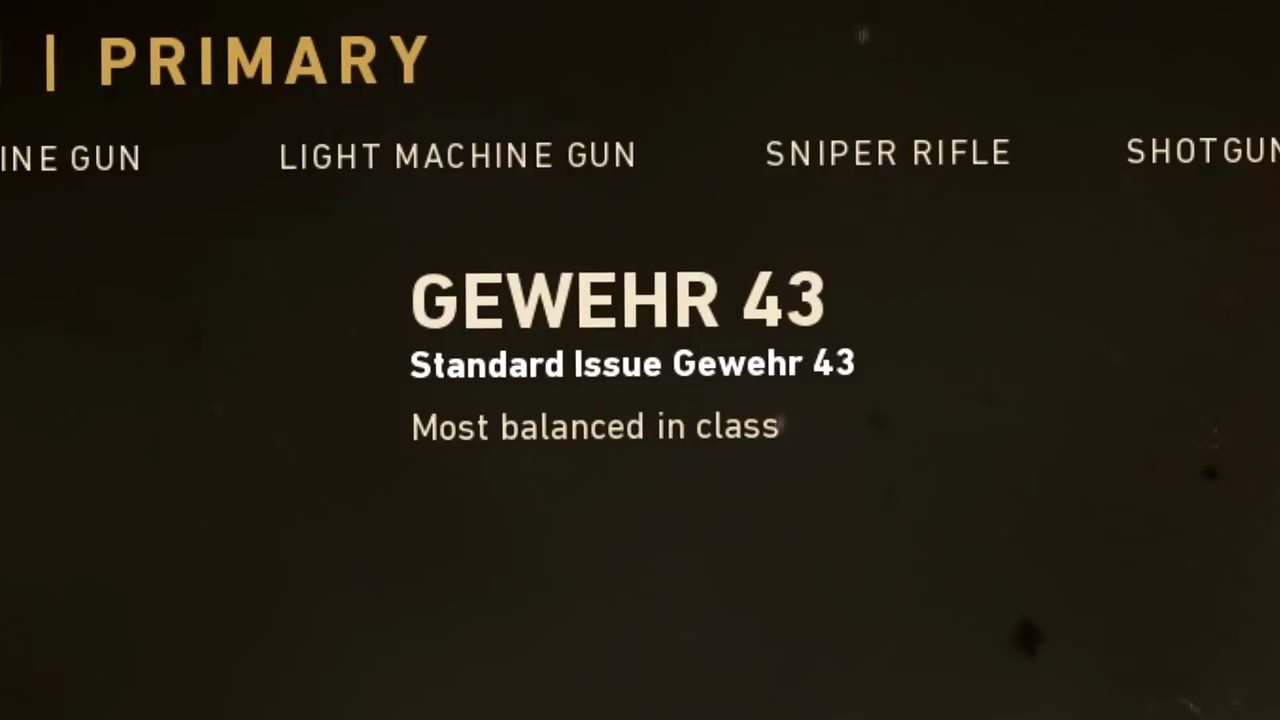 | PRIMARY
INE GUN LIGHT MACHINE GUN SNIPER RIFLE SHOTGUN
GEWEHR 43
Standard Issue Gewehr 43
Most balanced in class